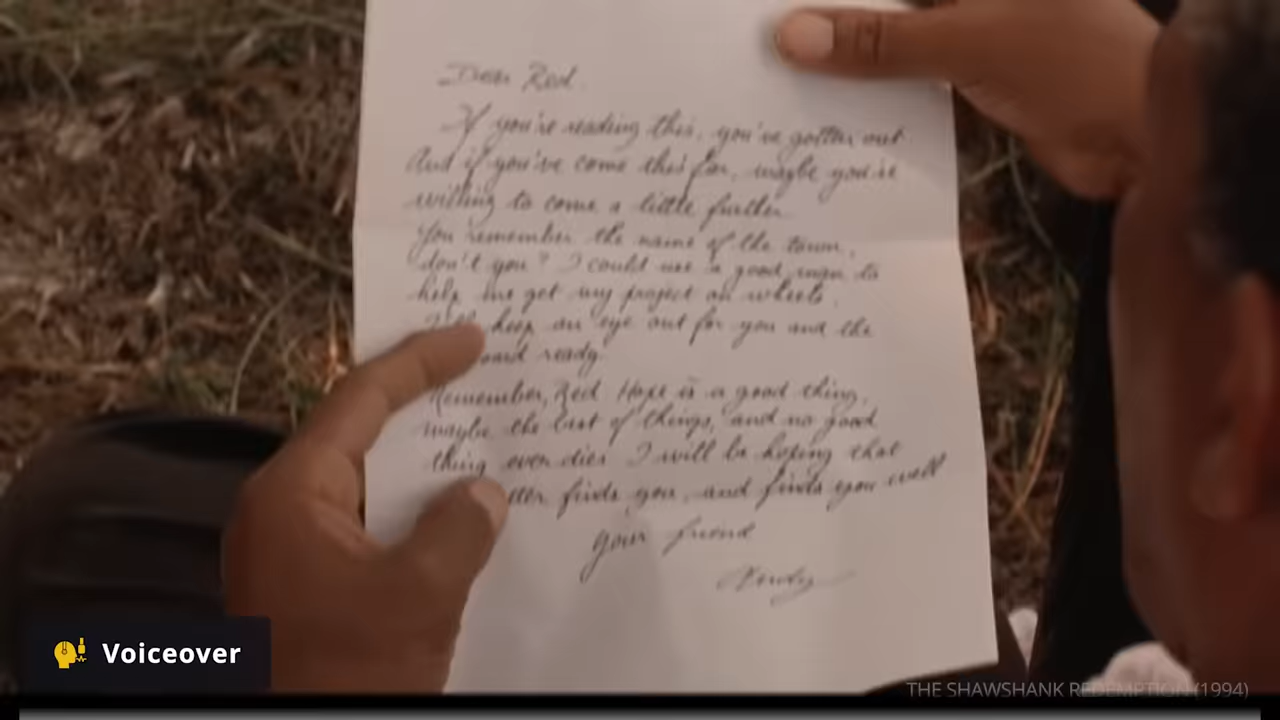 Dear Red.
If you're reading this, you've gotten out
And if you've come this far, maybe you're
willing to come a little further.
You remember the name of the town,
don't you? I could use a good man to
help me get my project on wheels.
keep an eye out for you and the
ready.
Remember, Red. Hope is a good thing,
maybe the best of things, and no good
thing ever dies. I will be hoping that
finds you, and finds you well
your friend
Andy
Voiceover
THE SHAWSHANK REDEMPTION (1994)